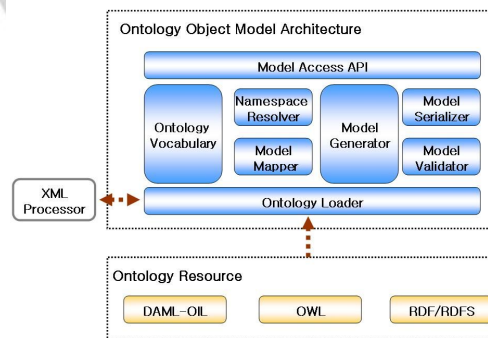 Ontology Object Model Architecture
Model Access API
Ontology
Vocabulary
Namespace
Resolver
Model
Mapper
Model
Generator
Model
Serializer
Model
Validator
XML
Processor
Ontology Loader
Ontology Resource
DAML-OIL
OWL
RDF/RDFS